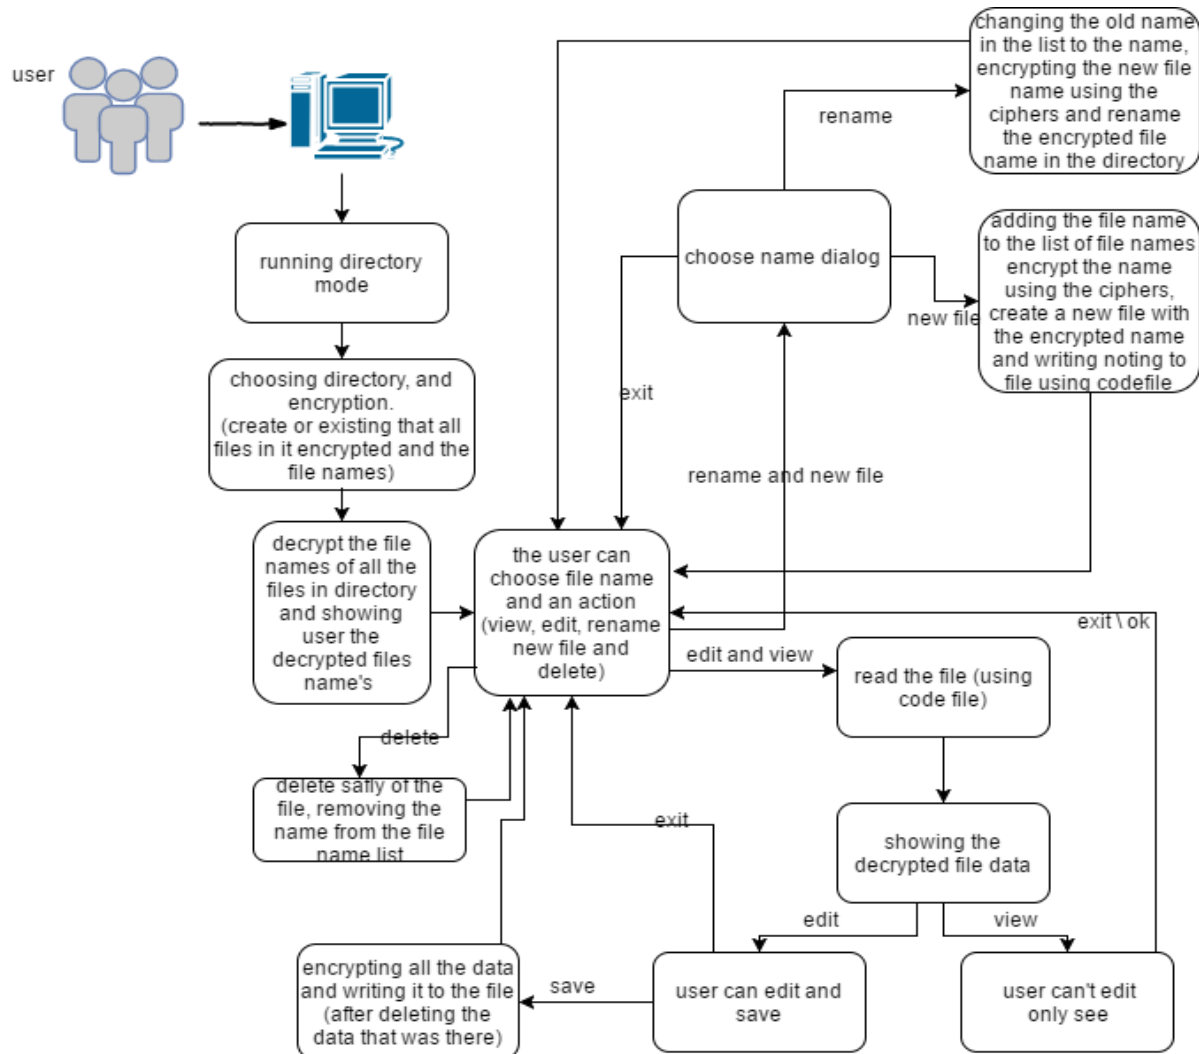 user
changing the old name
in the list to the name,
encrypting the new file
name using the
ciphers and rename
the encrypted file
name in the directory
rename
running directory
mode
choose name dialog
adding the file name
to the list of file names
encrypt the name
using the ciphers,
create a new file with
the encrypted name
and writing noting to
file using codefile
new file
choosing directory, and
encryption.
(create or existing that all
files in it encrypted and the
file names)
exit
rename and new file
decrypt the file
names of all the
files in directory
and showing
user the
decrypted files
name's
the user can
choose file name
and an action
(view, edit, rename
new file and
delete)
exit \ ok
edit and view
read the file (using
code file)
delete
delete safly of the
file, removing the
name from the file
name list
exit
showing the
decrypted file data
edit
view
encrypting all the data
and writing it to the file
(after deleting the
data that was there)
save
user can edit and
save
user can't edit
only see